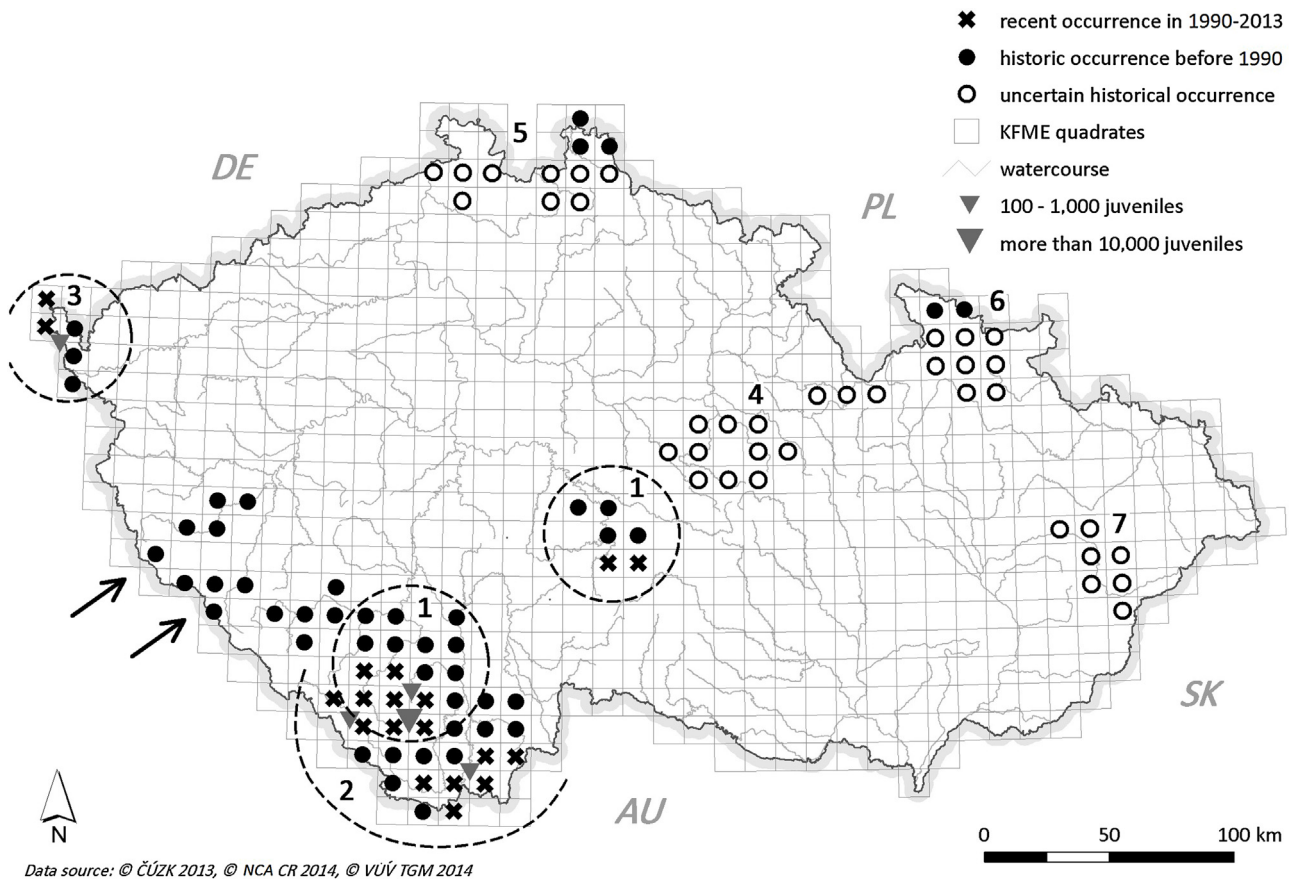 recent occurrence in 1990-2013
historic occurrence before 1990
uncertain historical occurrence
KFME quadrates
watercourse
100 - 1,000 juveniles
more than 10,000 juveniles
5
DE
PL
3
6
4
1
7
1
2
SK
AU
N
0 50 100 km
Data source: © ČÚZK 2013, © NCA CR 2014, © VÚV TGM 2014